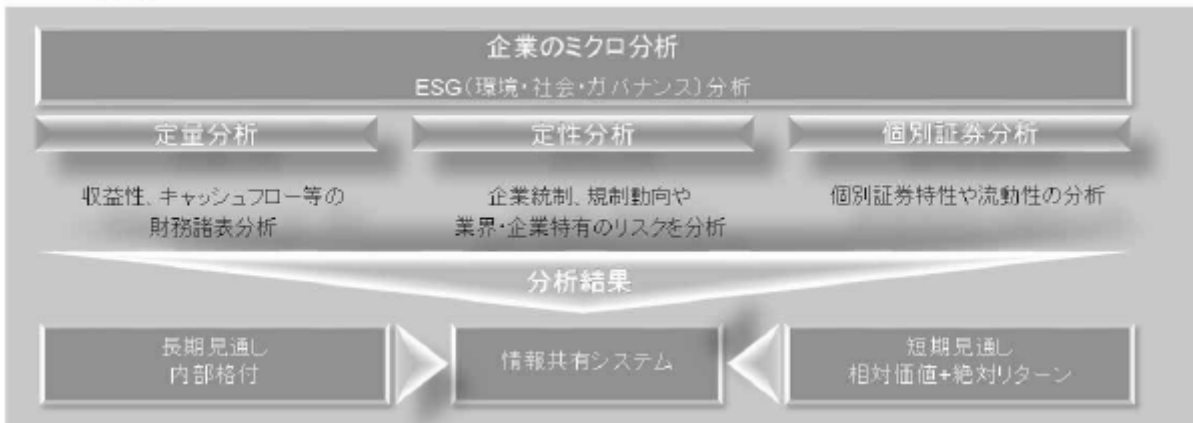 企業のミクロ分析
ESG（環境・社会・ガバナンス）分析
定量分析
定性分析
個別証券分析
収益性、キャッシュフロー等の
財務諸表分析
企業統制、規制動向や
業界・企業特有のリスクを分析
個別証券特性や流動性の分析
分析結果
長期見通し
内部格付
情報共有システム
短期見通し
相対価値+絶対リターン